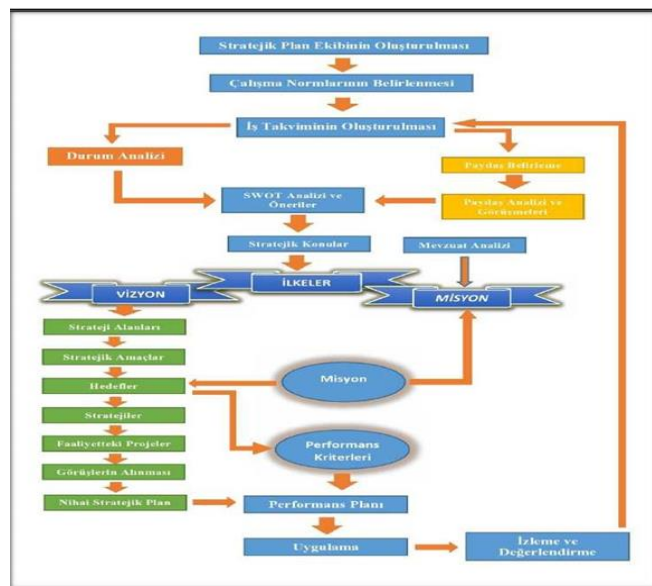 Stratejik Plan Ekibinin Oluşturulması
Çalışma Normlarının Belirlenmesi
İş Takviminin Oluşturulması
Durum Analizi
Paydaş Belirleme
SWOT Analizi ve
Öneriler
Paydaş Analizi ve
Görüşmeleri
Stratejik Konular
Mevzuat Analizi
VİZYON
İLKELER
MİSYON
Strateji Alanları
Stratejik Amaçlar
Hedefler
Misyon
Stratejiler
Faaliyetteki Projeler
Performans
Kriterleri
Görüşlerin Alınması
Nihai Stratejik Plan
Performans Planı
Uygulama
İzleme ve
Değerlendirme